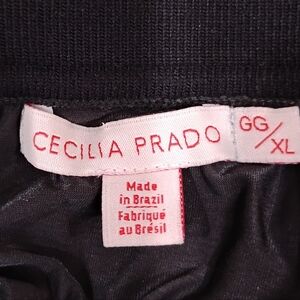 CECILIA PRADO
GG/XL
Made
in Brazil
Fabriqué
au Brésil